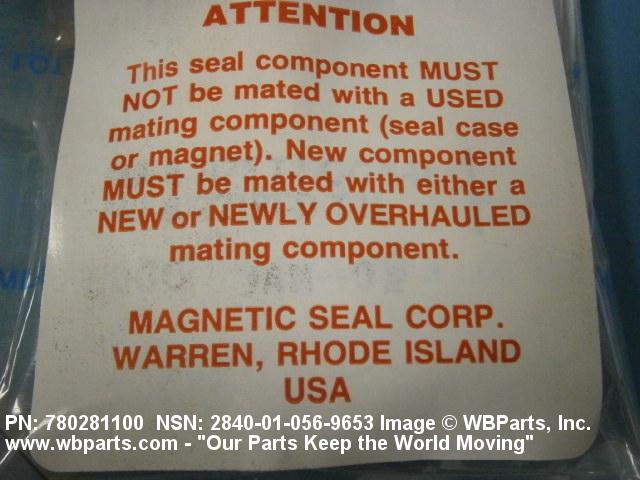 ATTENTION
This seal component MUST
NOT be mated with a USED
mating component (seal case
or magnet). New component
MUST be mated with either a
NEW or NEWLY OVERHAULED
mating component.
MAGNETIC SEAL CORP.
WARREN, RHODE ISLAND
USA
PN: 780281100 NSN: 2840-01-056-9653 Image © WBParts, Inc.
www.wbparts.com - "Our Parts Keep the World Moving"